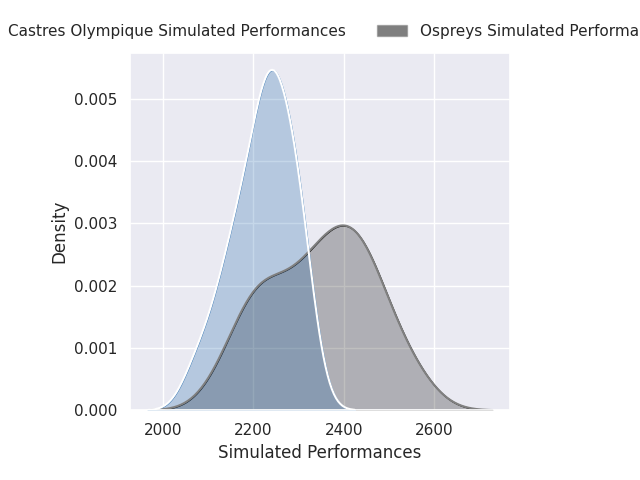 Castres Olympique Simulated Performances Ospreys Simulated Performa
0.005
0.004
0.003
0.002
0.001
0.000
Density
2000 2200 2400 2600
Simulated Performances